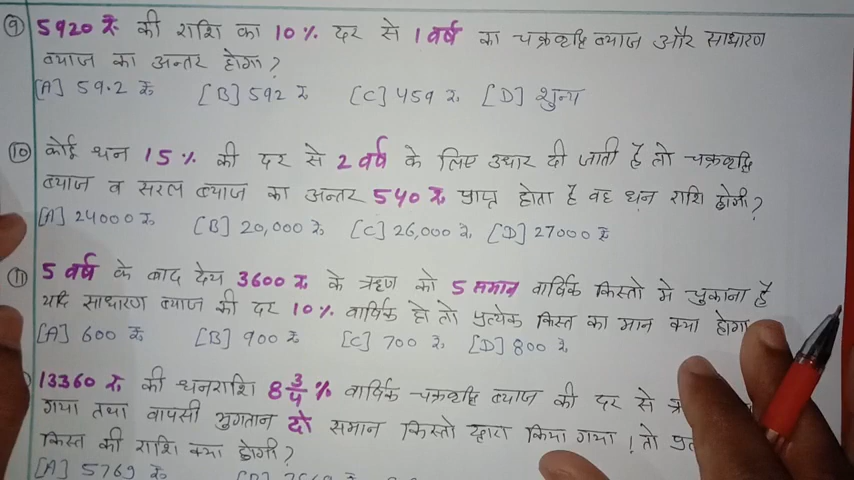 ⑨ 5920 रु की राशि का 10% दर से 1 वर्ष का चक्रवृद्धि ब्याज और साधारण
ब्याज का अन्तर होगा?
[A] 59.2 रु [B] 592 रु [C] 459 रु. [D] शुन्य
⑩ कोई धन 15% की दर से 2 वर्ष के लिए उधार दी जाती है तो चक्रवृद्धि
ब्याज व सरल ब्याज का अन्तर 540 रु. प्राप्त होता है वह धन राशि होगी?
[A] 24000 रु. [B] 20,000 रु. [C] 26,000 रु. [D] 27000 रु
⑪ 5 वर्ष के बाद देय 3600 रु. के ऋण को 5 समान वार्षिक किस्तो मे चुकाना है
यदि साधारण ब्याज की दर 10% वार्षिक हो तो प्रत्येक किस्त का मान क्या होगा
[A] 600 रु. [B] 900 रु. [C] 700 रु. [D] 800 रु.
13360 रु. की धनराशि 8 3/4 % वार्षिक चक्रवृद्धि ब्याज की दर से
गया तथा वापसी भुगतान दो समान किस्तो द्वारा किया गया। तो
किस्त की राशि क्या होगी?
[A] 5769 रु